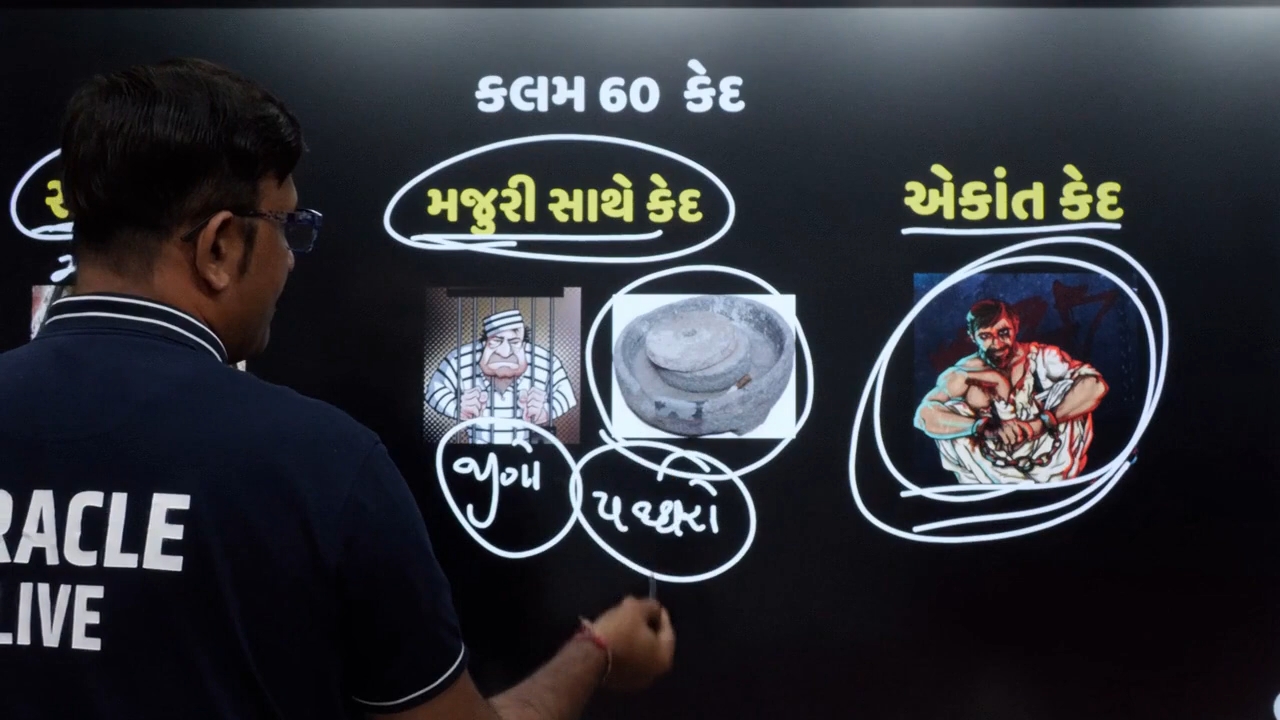 કલમ 60 કેદ
મજુરી સાથે કેદ
એકાંત કેદ
પથ્થરો
RACLE
LIVE